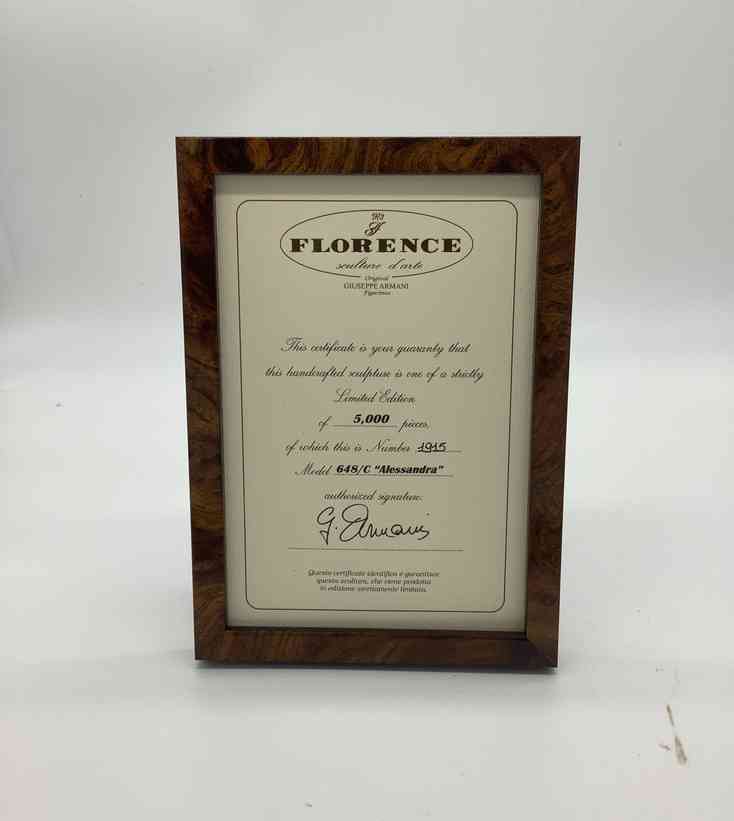 FLORENCE
sculture d'arte
Original
GIUSEPPE ARMANI
Figurines
This certificate is your guaranty that
this handcrafted sculpture is one of a strictly
Limited Edition
of 5,000 pieces,
of which this is Number 1915
Model 648/C "Alessandra"
authorized signature:
G. Armani
Questo certificato identifica e garantisce
questa scultura, che viene prodotta
in edizione strettamente limitata.